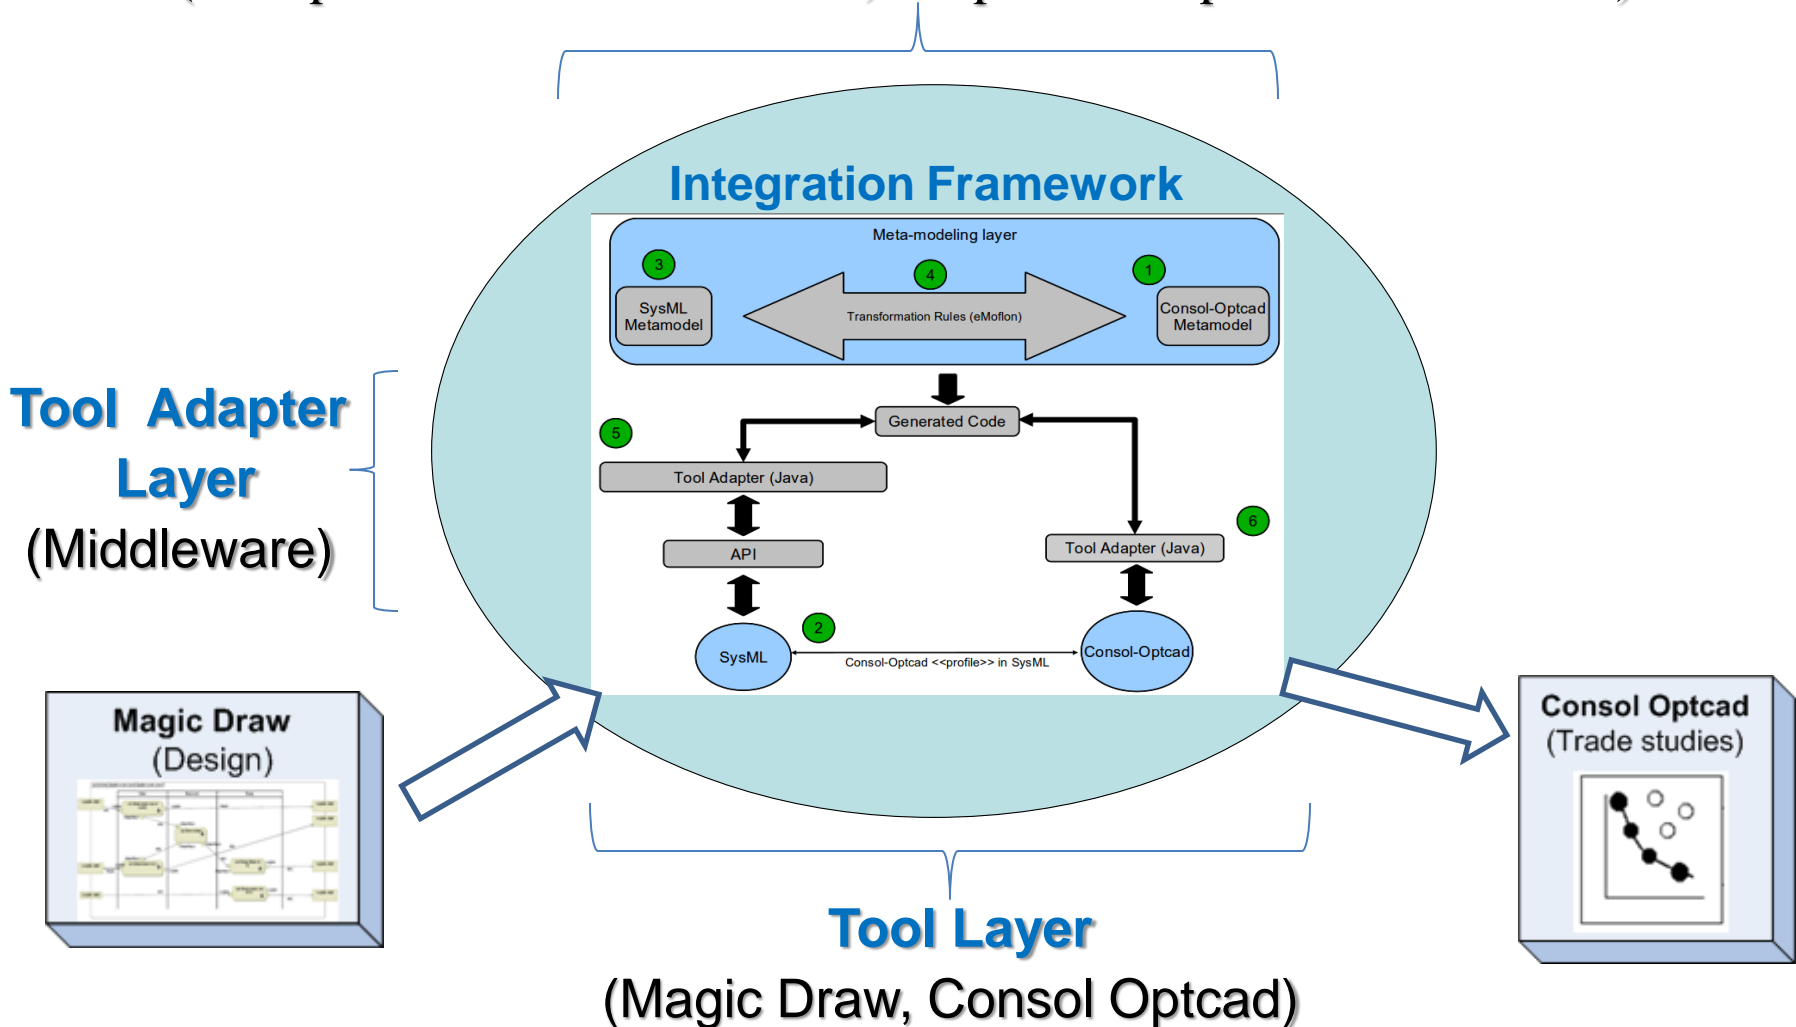 Integration Framework
Meta-modeling layer
3
4
1
SysML
Metamodel
Transformation Rules (eMoflon)
Consol-Optcad
Metamodel
Generated Code
5
Tool Adapter (Java)
API
6
Tool Adapter (Java)
2
SysML
Consol-Optcad <<profile>> in SysML
Consol-Optcad
Tool Adapter
Layer
(Middleware)
Magic Draw
(Design)
Consol Optcad
(Trade studies)
Tool Layer
(Magic Draw, Consol Optcad)